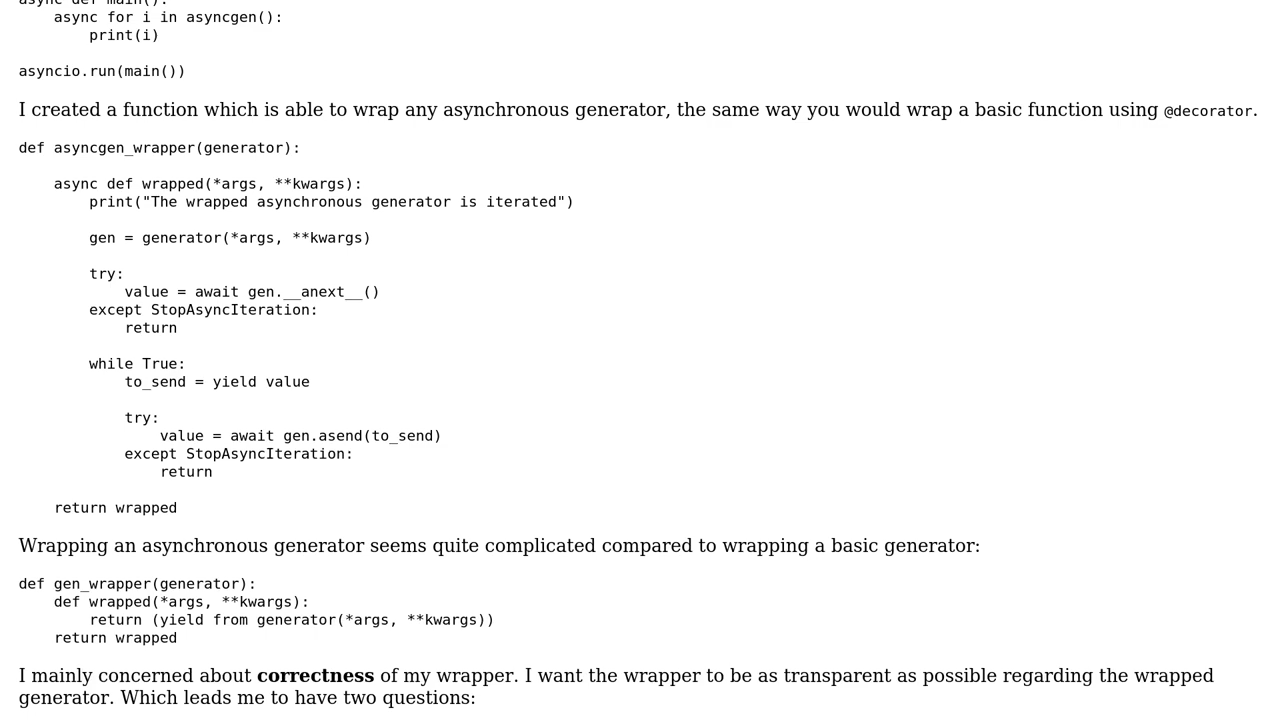 async def main():
    async for i in asyncgen():
        print(i)

asyncio.run(main())

I created a function which is able to wrap any asynchronous generator, the same way you would wrap a basic function using @decorator.

def asyncgen_wrapper(generator):

    async def wrapped(*args, **kwargs):
        print("The wrapped asynchronous generator is iterated")

        gen = generator(*args, **kwargs)

        try:
            value = await gen.__anext__()
        except StopAsyncIteration:
            return

        while True:
            to_send = yield value

            try:
                value = await gen.asend(to_send)
            except StopAsyncIteration:
                return

    return wrapped

Wrapping an asynchronous generator seems quite complicated compared to wrapping a basic generator:

def gen_wrapper(generator):
    def wrapped(*args, **kwargs):
        return (yield from generator(*args, **kwargs))
    return wrapped

I mainly concerned about correctness of my wrapper. I want the wrapper to be as transparent as possible regarding the wrapped
generator. Which leads me to have two questions: